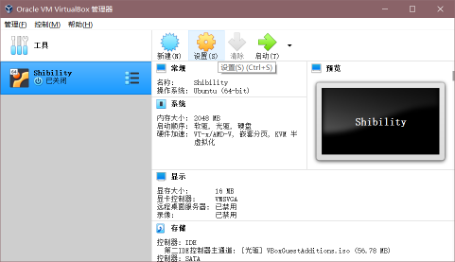 Oracle VM VirtualBox 管理器
管理(F) 控制(M) 帮助(H)
工具
新建(N) 设置(S) 清除 启动(T)
设置(S) (Ctrl+S)
Shibility
已关闭
常规
名称: Shibility
操作系统: Ubuntu (64-bit)
系统
内存大小: 2048 MB
启动顺序: 软驱, 光驱, 硬盘
硬件加速: VT-x/AMD-V, 嵌套分页, KVM 半
虚拟化
预览
Shibility
显示
显存大小: 16 MB
显卡控制器: VMSVGA
远程桌面服务器: 已禁用
录像: 已禁用
存储
控制器: IDE
第二IDE控制器主通道: [光驱] VBoxGuestAdditions.iso (56.78 MB)
控制器: SATA